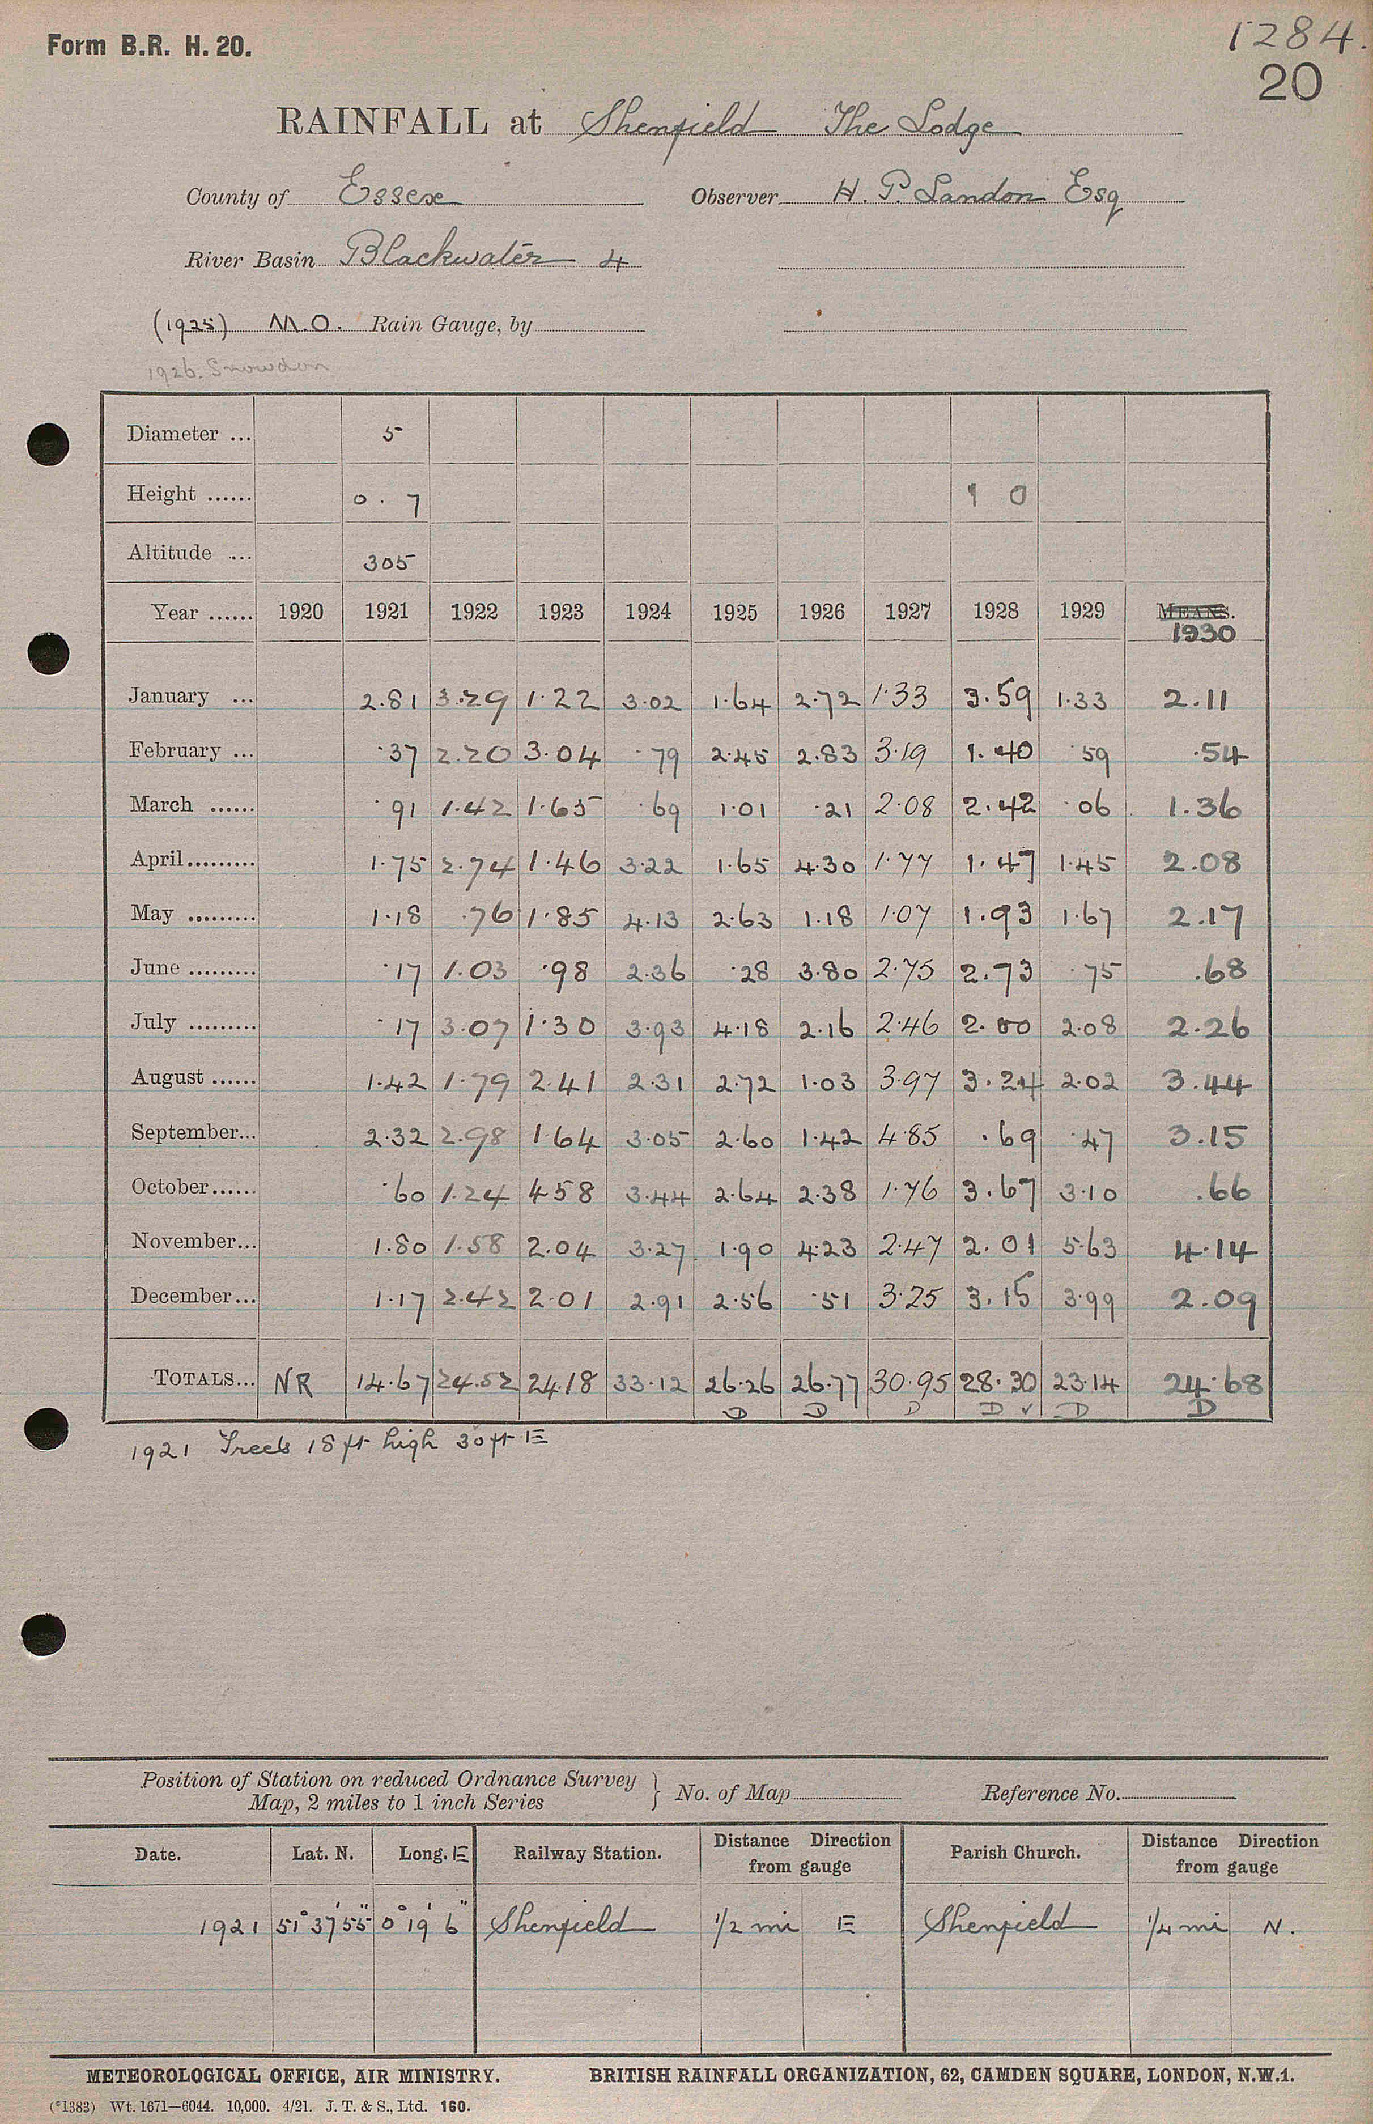 Form B.R. H. 20.
1284.
20
RAINFALL at Shenfield The Lodge
County of Essex Observer H. P. Landon Esq
River Basin Blackwater 4
(1925) M.O. Rain Gauge, by
1926. Snowdon
Diameter ... 5
Height ...... 0 . 7 1 0
Altitude .... 305
Year ...... 1920 1921 1922 1923 1924 1925 1926 1927 1928 1929 MEANS.
1930
January ... 2.81 3.29 1.22 3.02 1.64 2.72 1.33 3.59 1.33 2.11
February ... .37 2.20 3.04 .79 2.45 2.83 3.19 1.40 .59 .54
March ...... .91 1.42 1.65 .69 1.01 .21 2.08 2.42 .06 1.36
April......... 1.75 2.74 1.46 3.22 1.65 4.30 1.77 1.47 1.45 2.08
May ......... 1.18 .76 1.85 4.13 2.63 1.18 1.07 1.93 1.67 2.17
June ......... .17 1.03 .98 2.36 .28 3.80 2.75 2.73 .75 .68
July ......... .17 3.07 1.30 3.93 4.18 2.16 2.46 2.00 2.08 2.26
August ...... 1.42 1.79 2.41 2.31 2.72 1.03 3.97 3.24 2.02 3.44
September... 2.32 2.98 1 64 3.05 2.60 1.42 4.85 .69 .47 3.15
October...... .60 1.24 4 58 3.44 2.64 2.38 1.76 3.67 3.10 .66
November... 1.80 1.58 2.04 3.27 1.90 4.23 2.47 2.01 5.63 4.14
December... 1.17 2.42 2.01 2.91 2.56 .51 3.25 3.15 3.99 2.09
TOTALS... NR 14.67 24.52 24.18 33.12 26.26 26.77 30.95 28.30 23.14 24.68
D D D D v D D
1921 Trees 18 ft high 30 ft E
Position of Station on reduced Ordnance Survey
Map, 2 miles to 1 inch Series } No. of Map Reference No.
Date. Lat. N. Long. E Railway Station. Distance Direction from gauge Parish Church. Distance Direction from gauge
1921 51° 37' 55" 0° 19' 6" Shenfield 1/2 mi E Shenfield 1/4 mi N.
METEOROLOGICAL OFFICE, AIR MINISTRY. BRITISH RAINFALL ORGANIZATION, 62, CAMDEN SQUARE, LONDON, N.W.1.
(*1383) Wt. 1671—6044. 10,000. 4/21. J. T. & S., Ltd. 160.